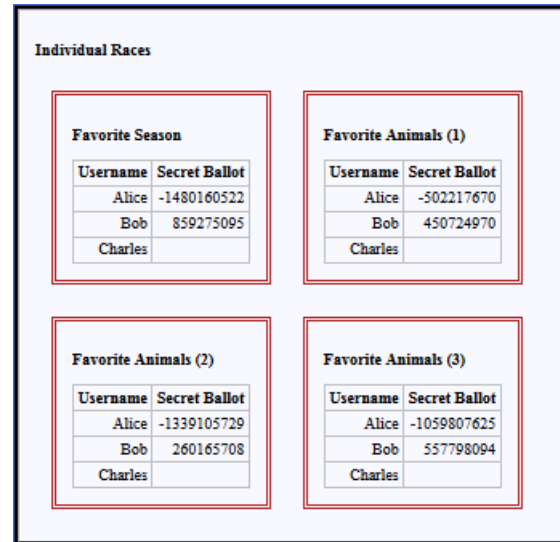 Individual Races
Favorite Season
Username Secret Ballot
Alice -1480160522
Bob 859275095
Charles
Favorite Animals (1)
Username Secret Ballot
Alice -502217670
Bob 450724970
Charles
Favorite Animals (2)
Username Secret Ballot
Alice -1339105729
Bob 260165708
Charles
Favorite Animals (3)
Username Secret Ballot
Alice -1059807625
Bob 557798094
Charles